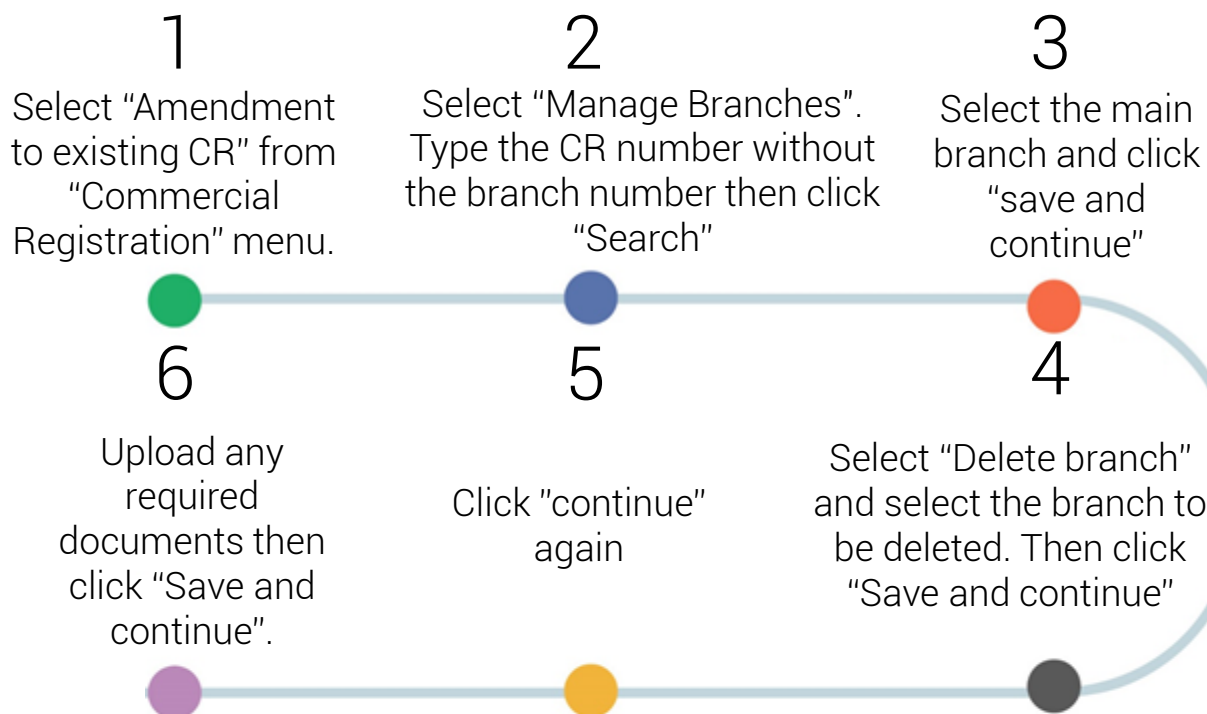 1
Select “Amendment
to existing CR” from
“Commercial
Registration” menu.
2
Select “Manage Branches”.
Type the CR number without
the branch number then click
“Search”
3
Select the main
branch and click
“save and
continue”
4
Select “Delete branch”
and select the branch to
be deleted. Then click
“Save and continue”
5
Click ”continue”
again
6
Upload any
required
documents then
click “Save and
continue”.